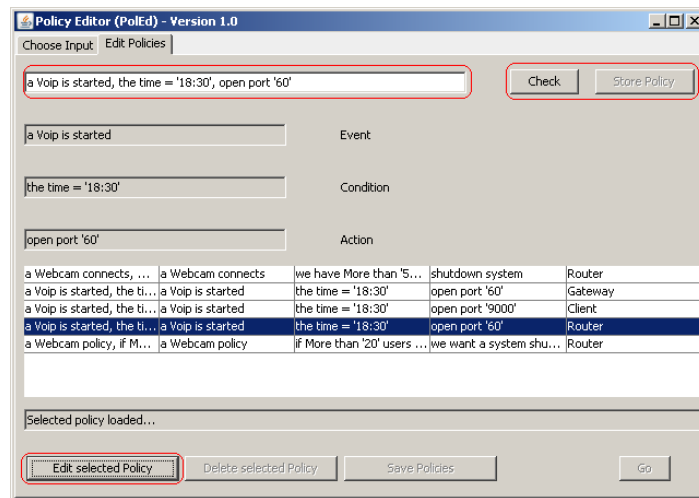 Policy Editor (PolEd) - Version 1.0
Choose Input Edit Policies
a Voip is started, the time = '18:30', open port '60' Check Store Policy
a Voip is started Event
the time = '18:30' Condition
open port '60' Action
a Webcam connects, ... a Webcam connects we have More than '5... shutdown system Router
a Voip is started, the ti... a Voip is started the time = '18:30' open port '60' Gateway
a Voip is started, the ti... a Voip is started the time = '18:30' open port '9000' Client
a Voip is started, the ti... a Voip is started the time = '18:30' open port '60' Router
a Webcam policy, if M... a Webcam policy if More than '20' users ... we want a system shu... Router
Selected policy loaded...
Edit selected Policy Delete selected Policy Save Policies Go